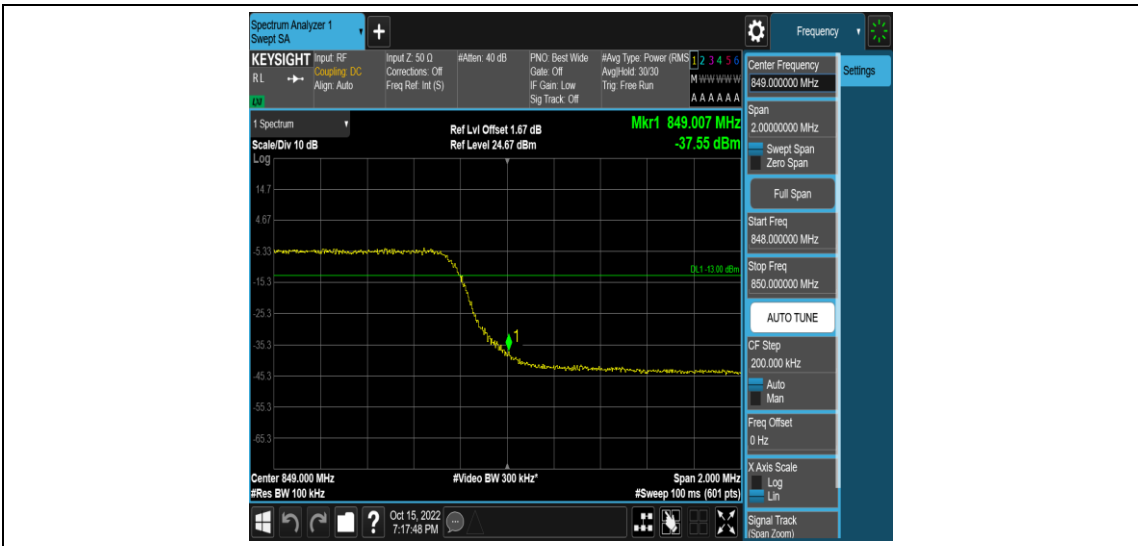 Spectrum Analyzer 1
Swept SA
+
Frequency
KEYSIGHT
RL
LXI
Input: RF
Coupling: DC
Align: Auto
Input Z: 50 Ω
Corrections: Off
Freq Ref: Int (S)
#Atten: 40 dB
PNO: Best Wide
Gate: Off
IF Gain: Low
Sig Track: Off
#Avg Type: Power (RMS
Avg|Hold: 30/30
Trig: Free Run
1 2 3 4 5 6
M W W W W W
A A A A A A
1 Spectrum
Scale/Div 10 dB
Log
Ref Lvl Offset 1.67 dB
Ref Level 24.67 dBm
Mkr1 849.007 MHz
-37.55 dBm
14.7
4.67
-5.33
DL1 -13.00 dBm
-15.3
-25.3
1
-35.3
-45.3
-55.3
-65.3
Center 849.000 MHz
#Res BW 100 kHz
#Video BW 300 kHz*
Span 2.000 MHz
#Sweep 100 ms (601 pts)
?
Oct 15, 2022
7:17:48 PM
Center Frequency
849.000000 MHz
Settings
Span
2.00000000 MHz
Swept Span
Zero Span
Full Span
Start Freq
848.000000 MHz
Stop Freq
850.000000 MHz
AUTO TUNE
CF Step
200.000 kHz
Auto
Man
Freq Offset
0 Hz
X Axis Scale
Log
Lin
Signal Track
(Span Zoom)